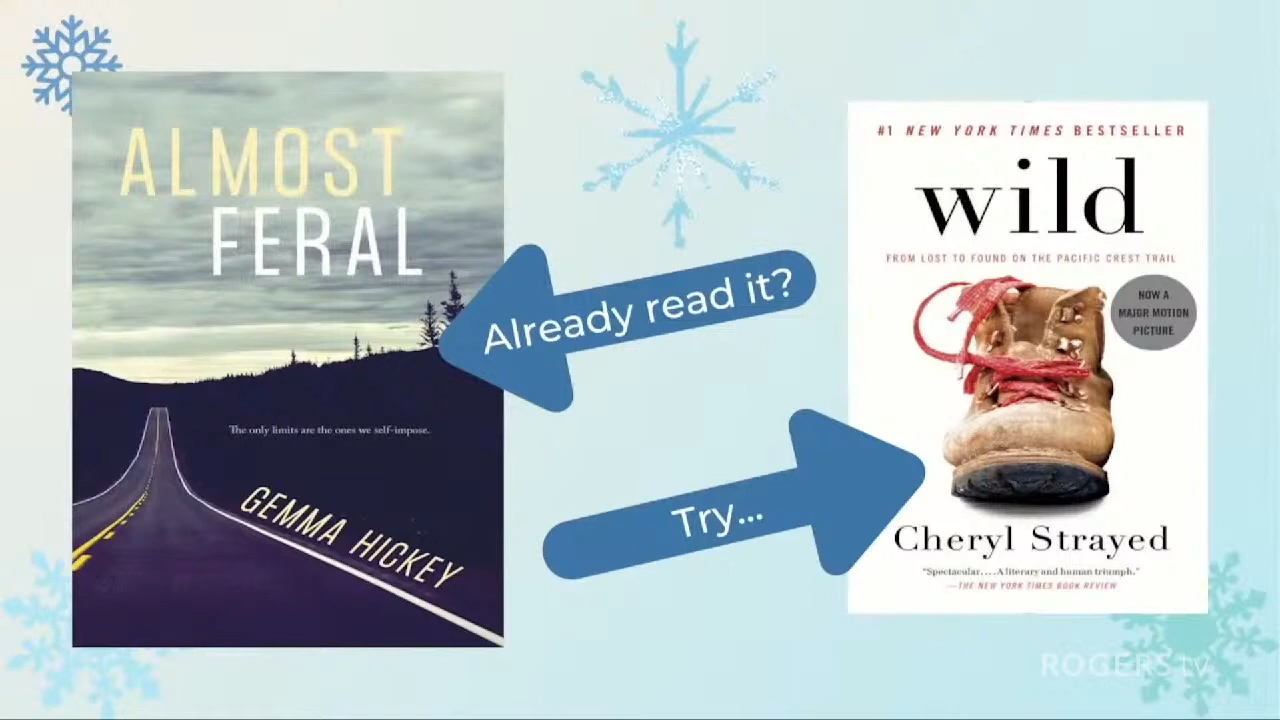 ALMOST
FERAL
The only limits are the ones we self-impose.
GEMMA HICKEY
Already read it?
Try...
#1 NEW YORK TIMES BESTSELLER
wild
FROM LOST TO FOUND ON THE PACIFIC CREST TRAIL
NOW A
MAJOR MOTION
PICTURE
Cheryl Strayed
"Spectacular. . . . A literary and human triumph."
—THE NEW YORK TIMES BOOK REVIEW
ROGERS tv